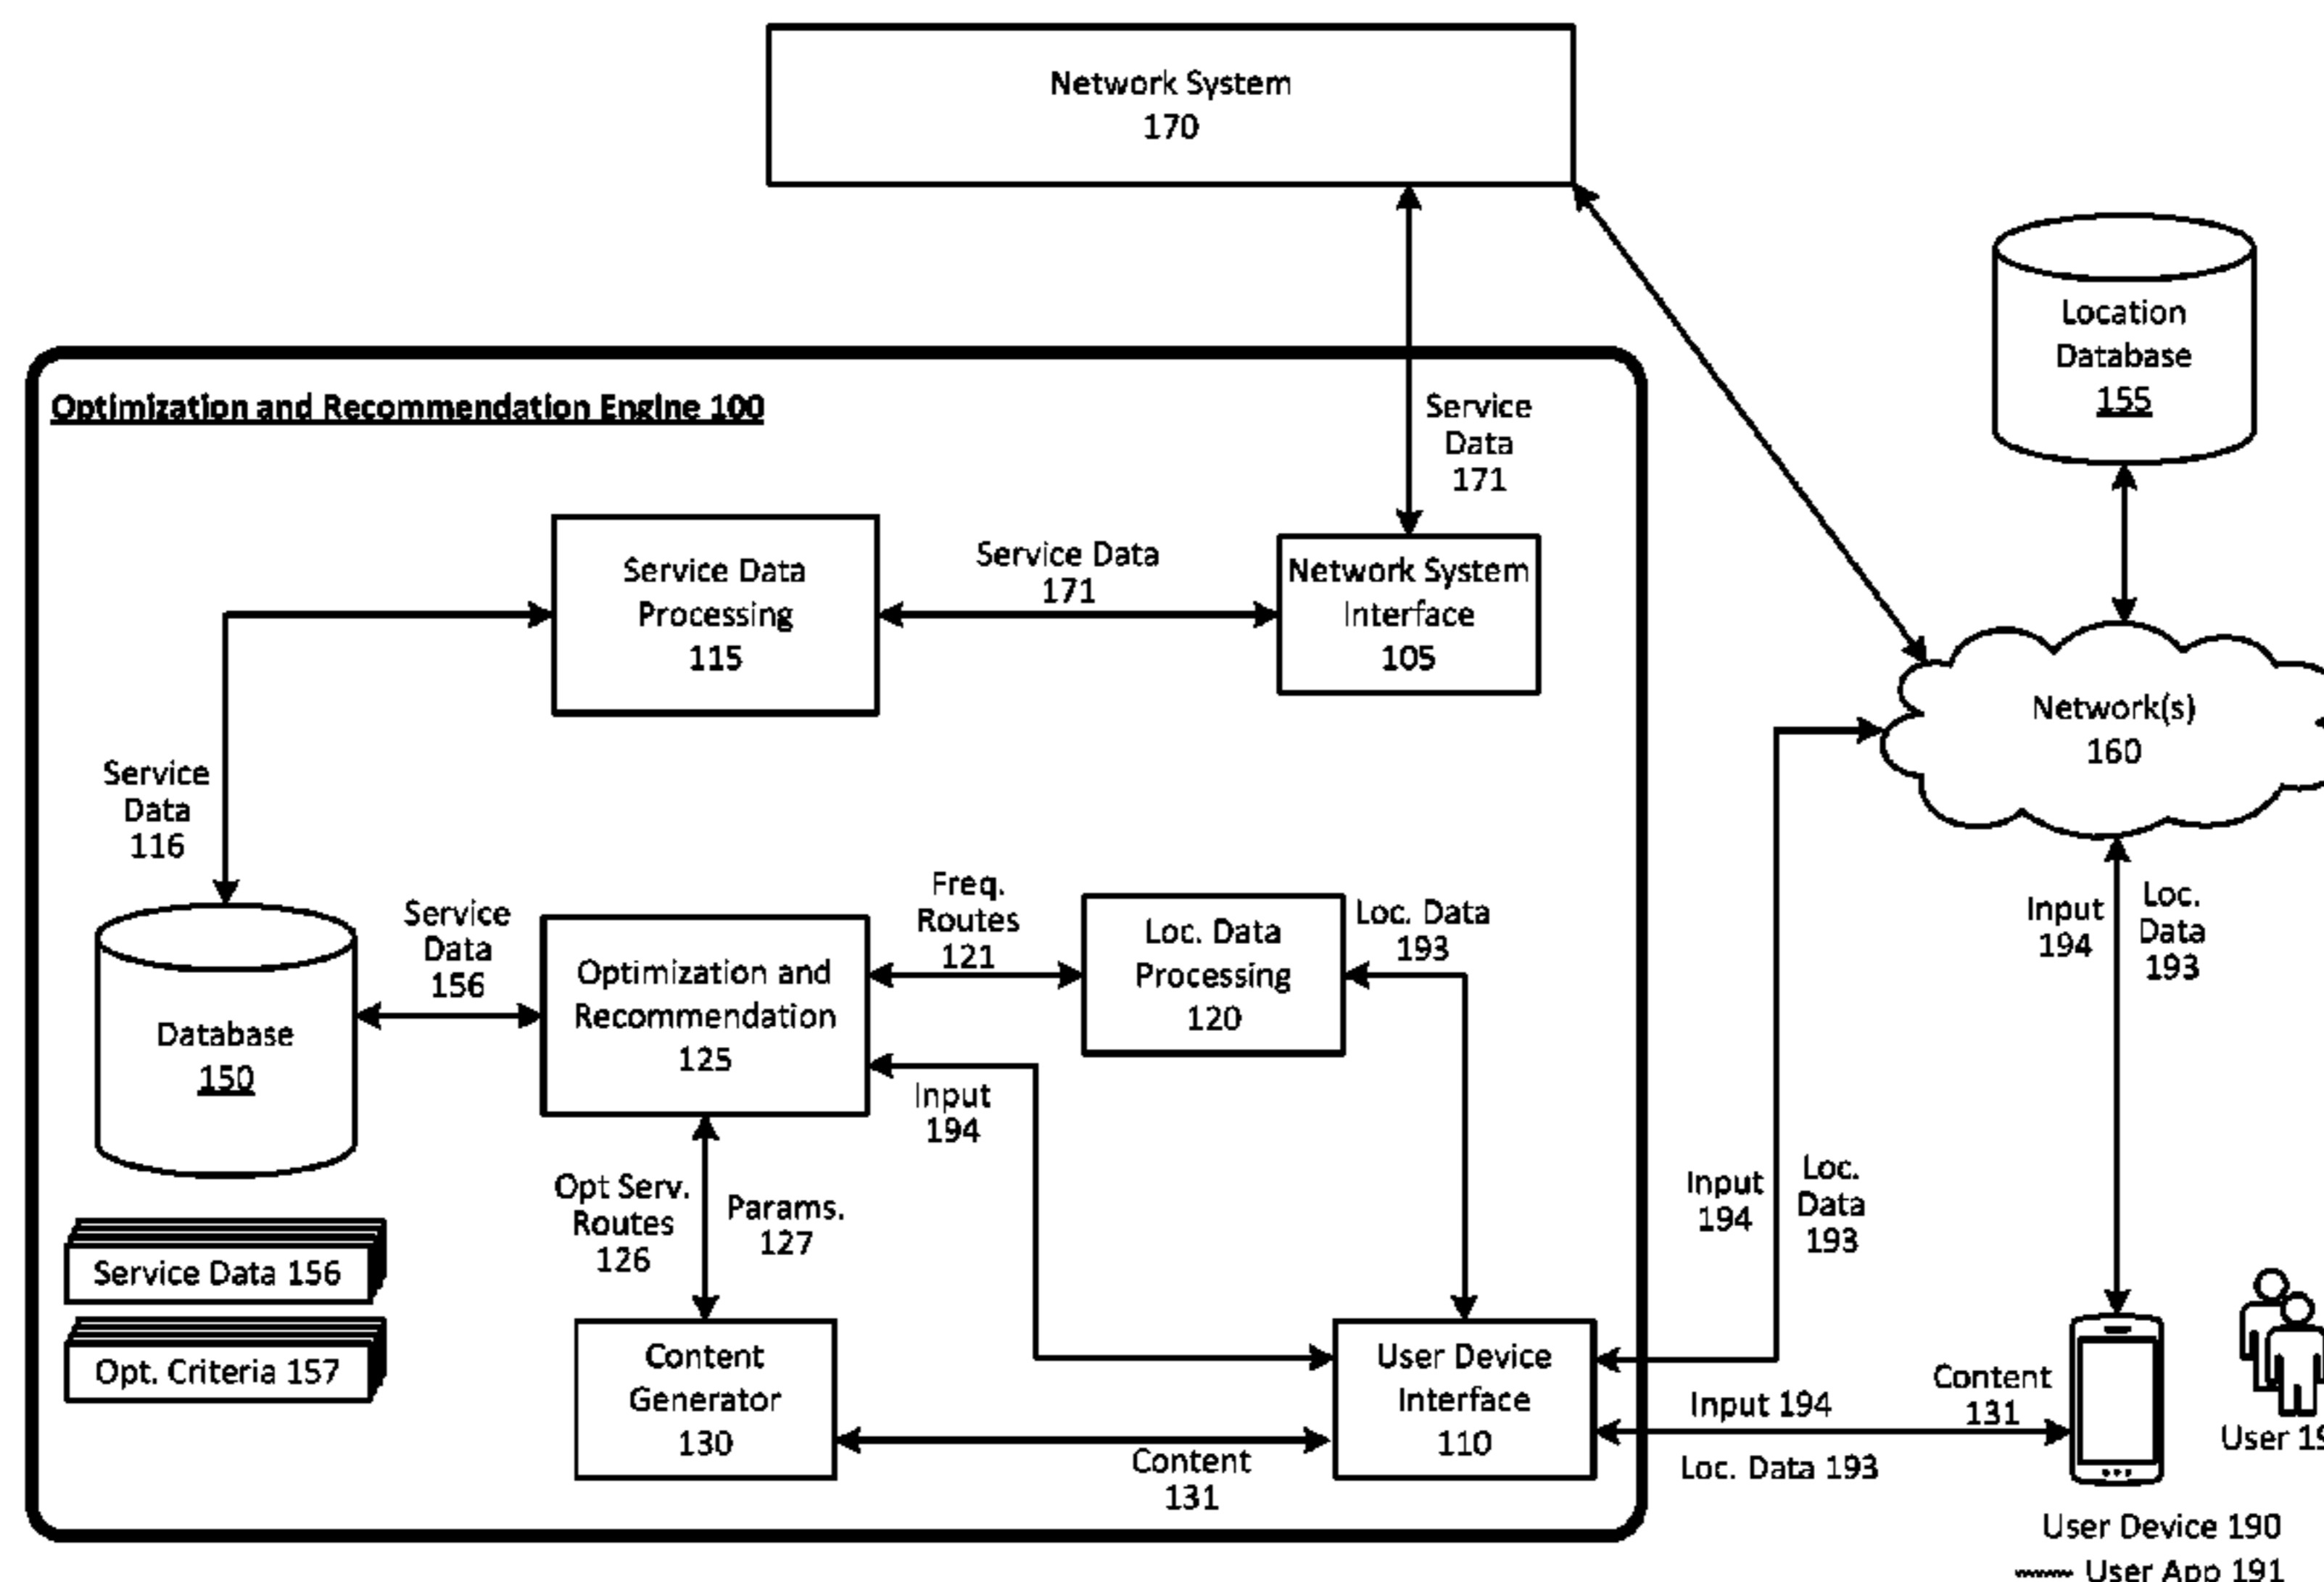 Network System
170
Location
Database
155
Optimization and Recommendation Engine 100
Service
Data
171
Service Data
Processing
115
Service Data
171
Network System
Interface
105
Network(s)
160
Service
Data
116
Service
Data
156
Freq.
Routes
121
Loc. Data
Processing
120
Loc. Data
193
Input
194
Loc.
Data
193
Database
150
Optimization and
Recommendation
125
Input
194
Opt Serv.
Routes
126
Params.
127
Input
194
Loc.
Data
193
Service Data 156
Opt. Criteria 157
Content
Generator
130
Content
131
User Device
Interface
110
Input 194
Loc. Data 193
Content
131
User
User Device 190
User App 191